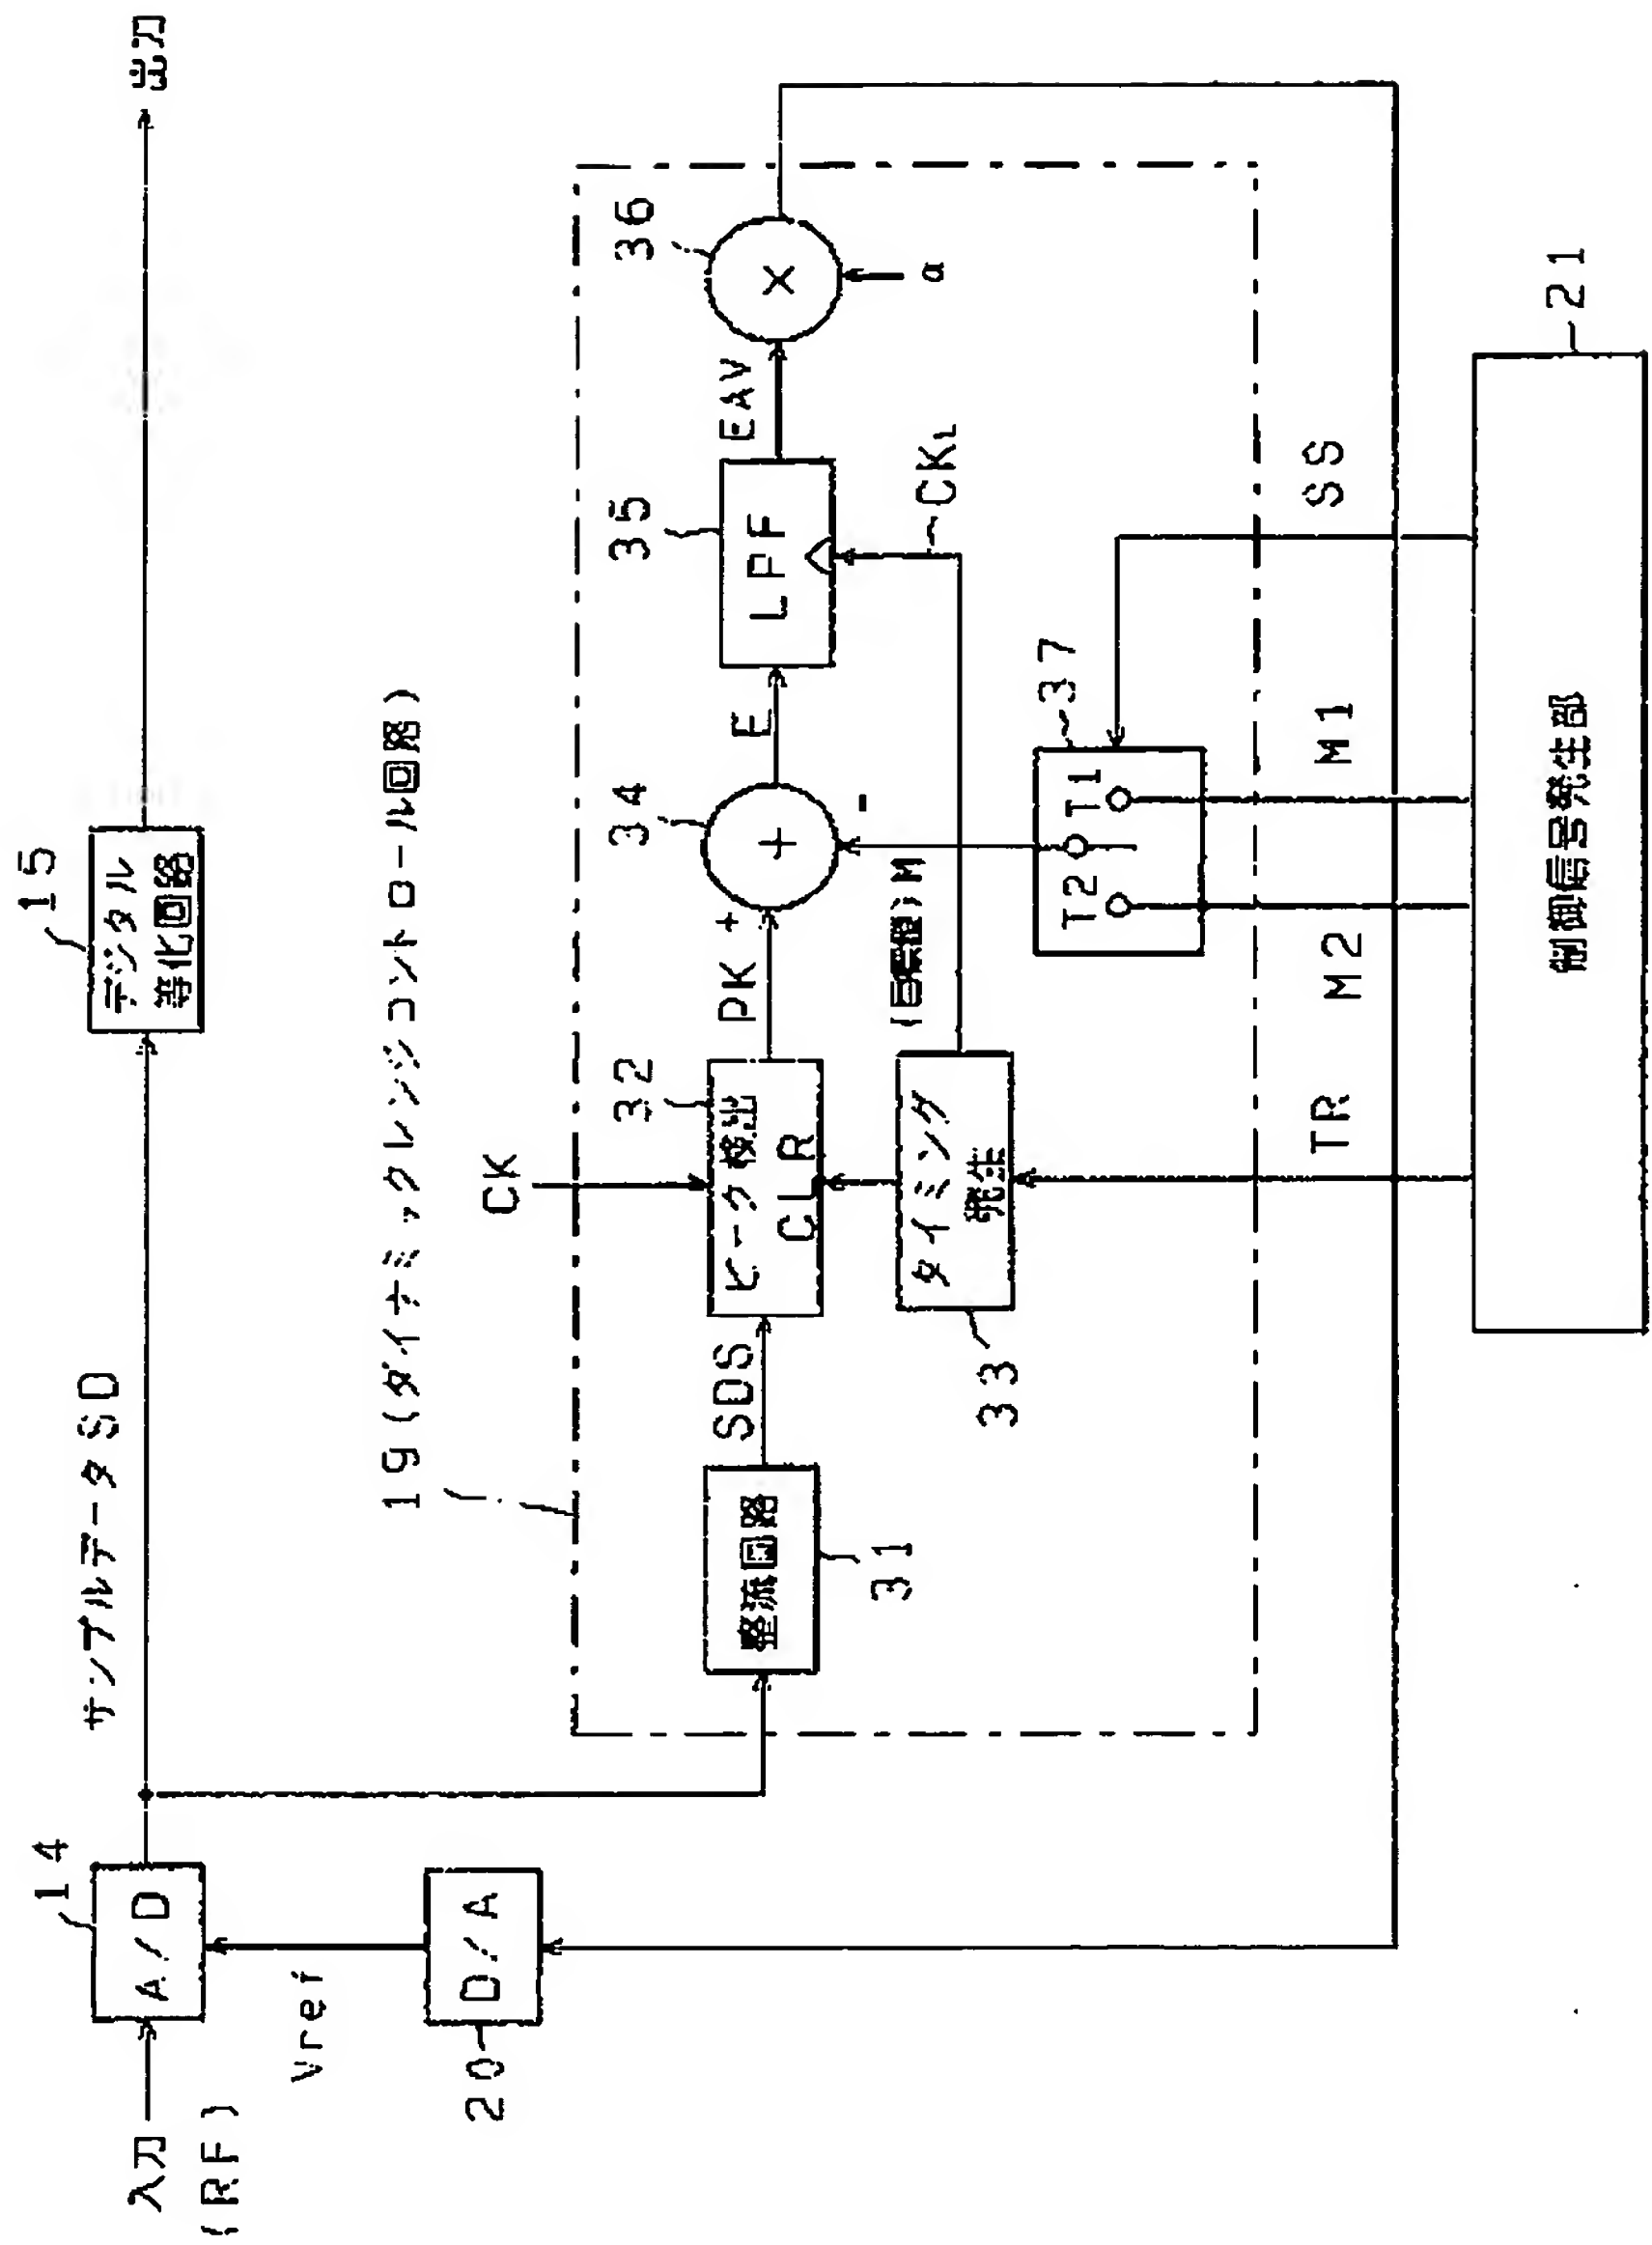 入力
(RF)
14
A/D
Vref
20
D/A
サンプルデータSD
15
デジタル
等化回路
出力
19(ダイナミックレンジコントロール回路)
31
整流回路
SDS
CK
32
ピーク検出
CLR
33
タイミング
発生
PK
+
34
+
-
(目標値)M
E
35
LPF
CKL
EAV
36
×
α
37
T2
T1
TR
M2
M1
SS
制御信号発生部
21